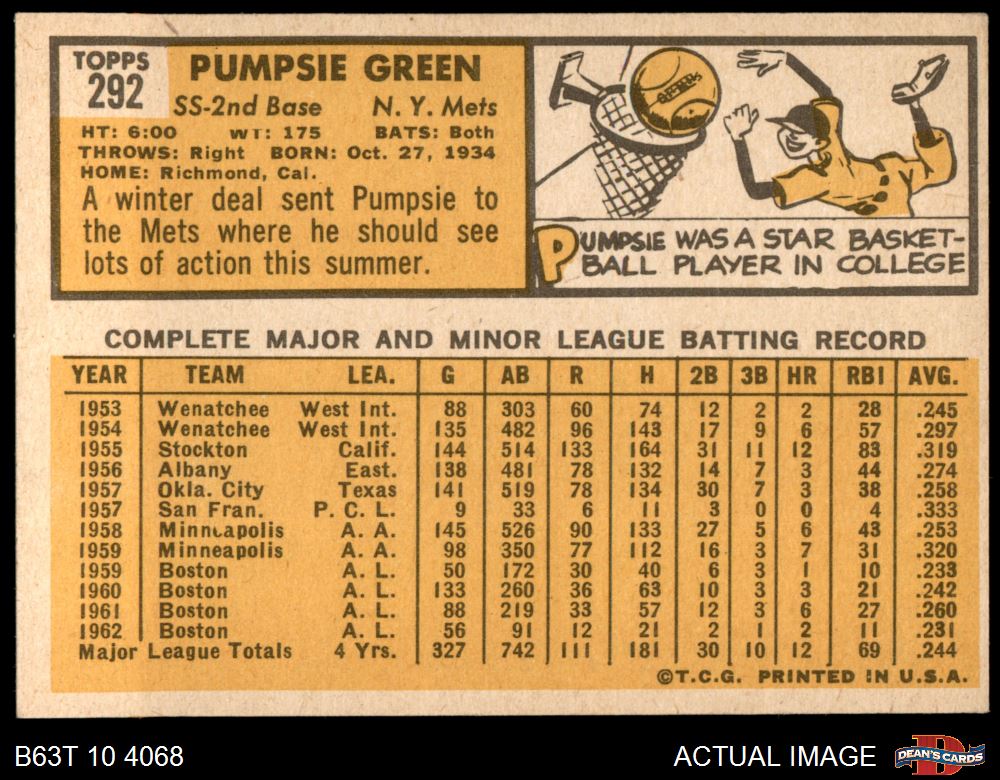 TOPPS
292
PUMPSIE GREEN
SS-2nd Base N. Y. Mets
HT: 6:00 WT: 175 BATS: Both
THROWS: Right BORN: Oct. 27, 1934
HOME: Richmond, Cal.
A winter deal sent Pumpsie to
the Mets where he should see
lots of action this summer.
PUMPSIE WAS A STAR BASKET-
BALL PLAYER IN COLLEGE
COMPLETE MAJOR AND MINOR LEAGUE BATTING RECORD
YEAR TEAM LEA. G AB R H 2B 3B HR RBI AVG.
1953 Wenatchee West Int. 88 303 60 74 12 2 2 28 .245
1954 Wenatchee West Int. 135 482 96 143 17 9 6 57 .297
1955 Stockton Calif. 144 514 133 164 31 11 12 83 .319
1956 Albany East. 138 481 78 132 14 7 3 44 .274
1957 Okla. City Texas 141 519 78 134 30 7 3 38 .258
1957 San Fran. P. C. L. 9 33 6 11 3 0 0 4 .333
1958 Minneapolis A. A. 145 526 90 133 27 5 6 43 .253
1959 Minneapolis A. A. 98 350 77 112 16 3 7 31 .320
1959 Boston A. L. 50 172 30 40 6 3 1 10 .233
1960 Boston A. L. 133 260 36 63 10 3 3 21 .242
1961 Boston A. L. 88 219 33 57 12 3 6 27 .260
1962 Boston A. L. 56 91 12 21 2 1 2 11 .231
Major League Totals 4 Yrs. 327 742 111 181 30 10 12 69 .244
©T.C.G. PRINTED IN U.S.A.
B63T 10 4068 ACTUAL IMAGE DEAN'S CARDS